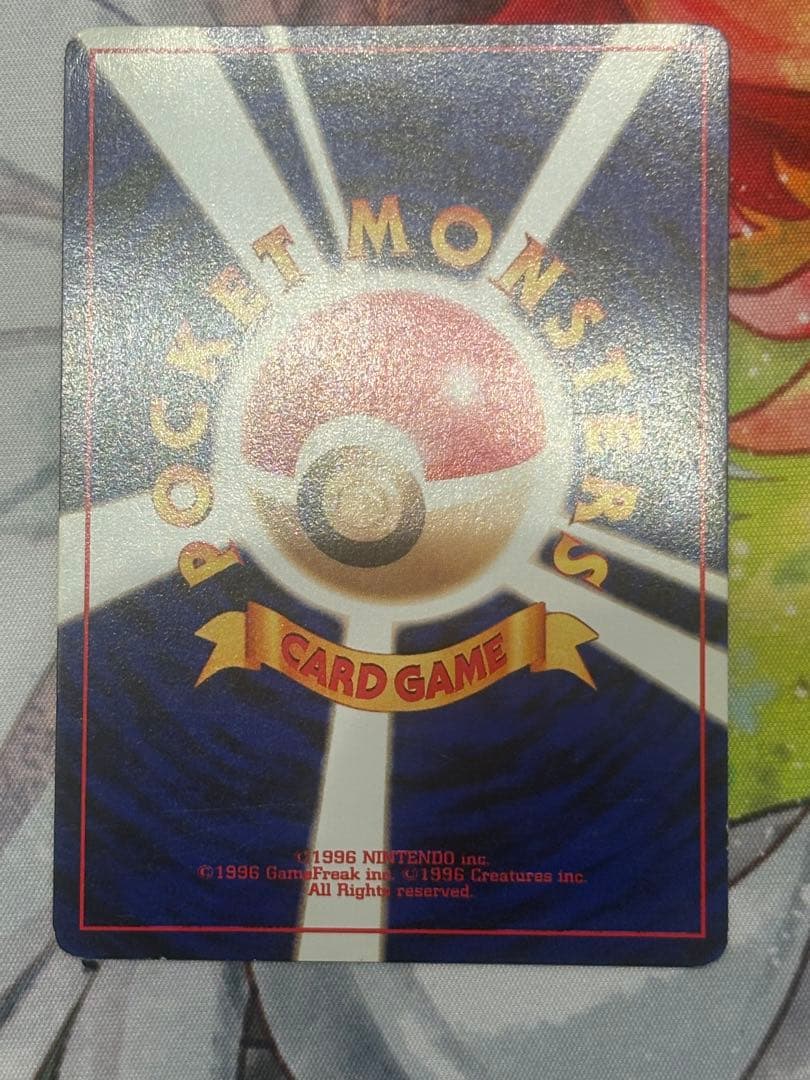 POCKET MONSTERS
CARD GAME
©1996 NINTENDO inc.
©1996 GameFreak inc. ©1996 Creatures inc.
All Rights reserved.